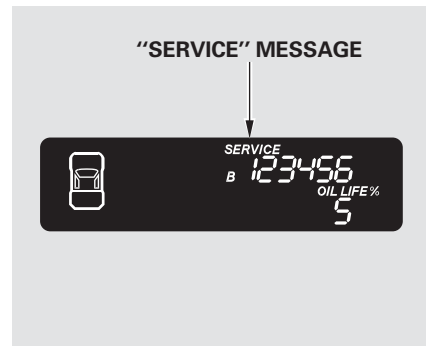 “SERVICE” MESSAGE
SERVICE
B 123456
OIL LIFE %
5